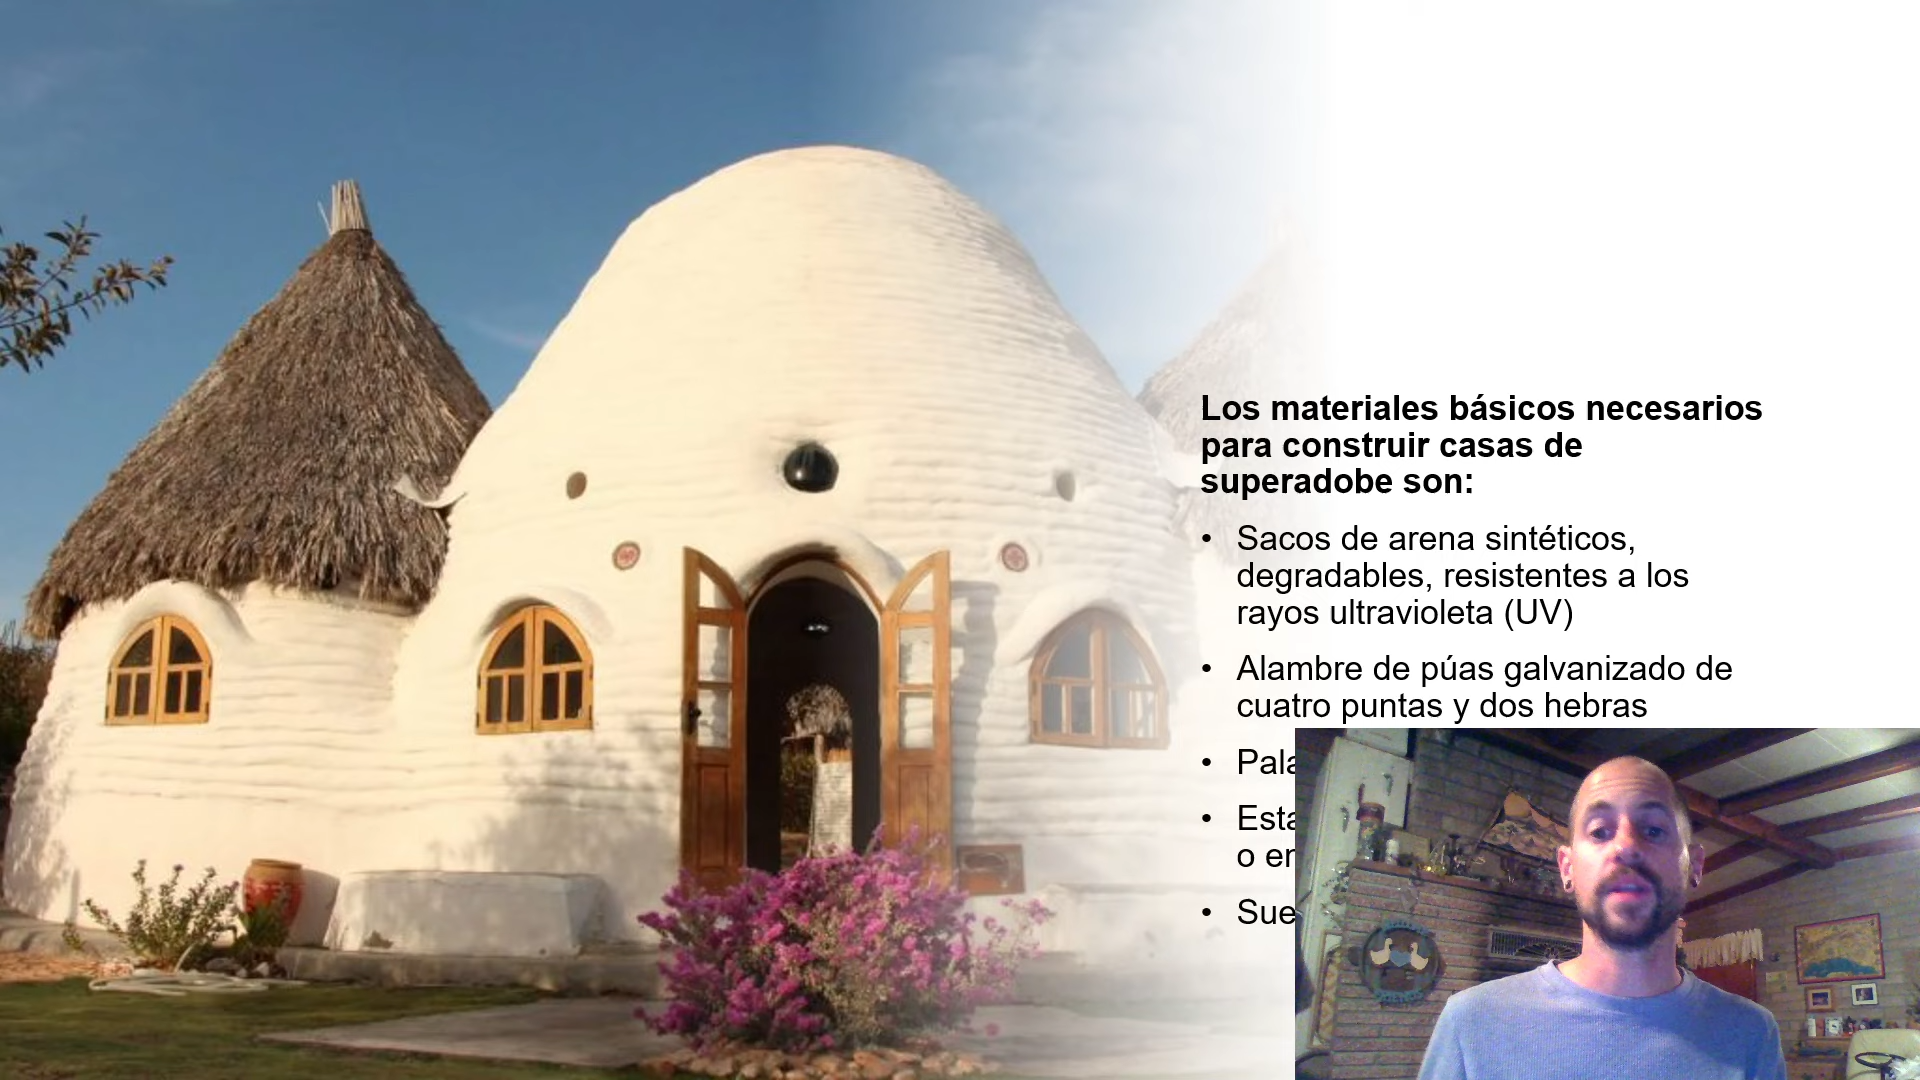 Los materiales básicos necesarios
para construir casas de
superadobe son:
• Sacos de arena sintéticos,
degradables, resistentes a los
rayos ultravioleta (UV)
• Alambre de púas galvanizado de
cuatro puntas y dos hebras
• Pala
• Esta
o en
• Sue